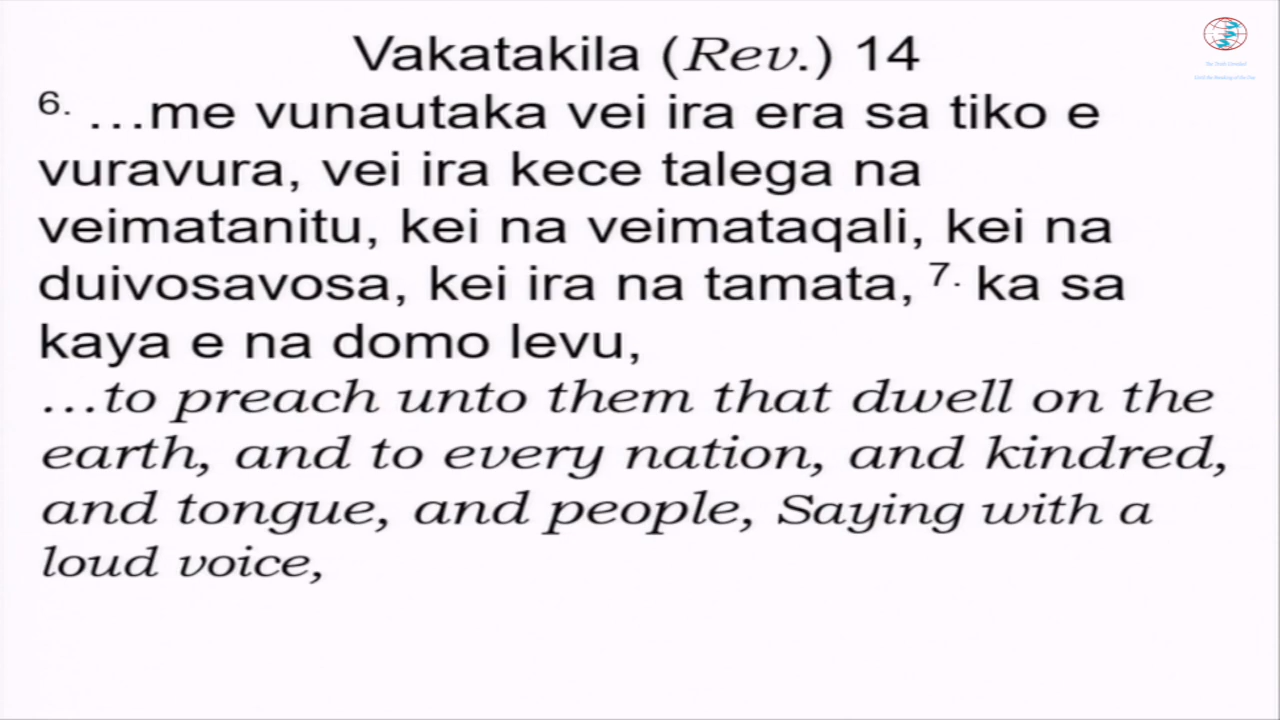 Vakatakila (Rev.) 14
6. …me vunautaka vei ira era sa tiko e
vuravura, vei ira kece talega na
veimatanitu, kei na veimataqali, kei na
duivosavosa, kei ira na tamata, 7. ka sa
kaya e na domo levu,
…to preach unto them that dwell on the
earth, and to every nation, and kindred,
and tongue, and people, Saying with a
loud voice,